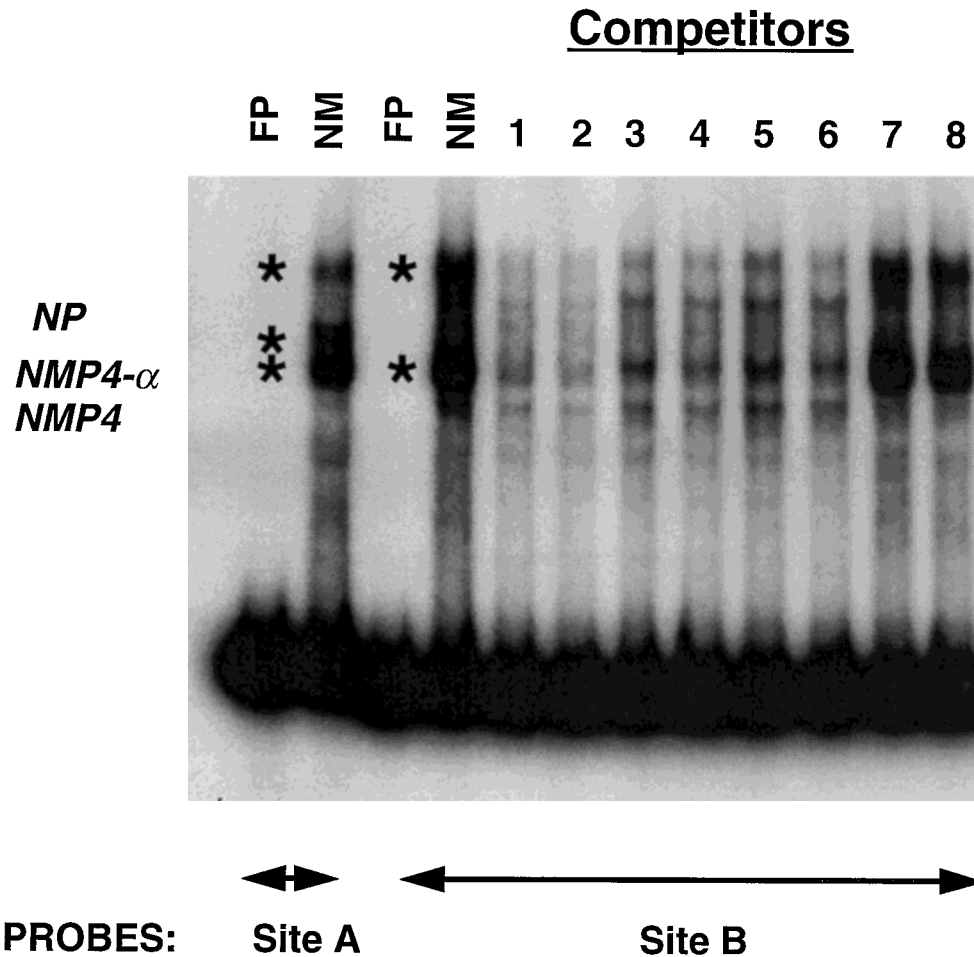 Competitors
FP NM FP NM 1 2 3 4 5 6 7 8
* *
NP
*
NMP4-α * *
NMP4
PROBES: Site A Site B